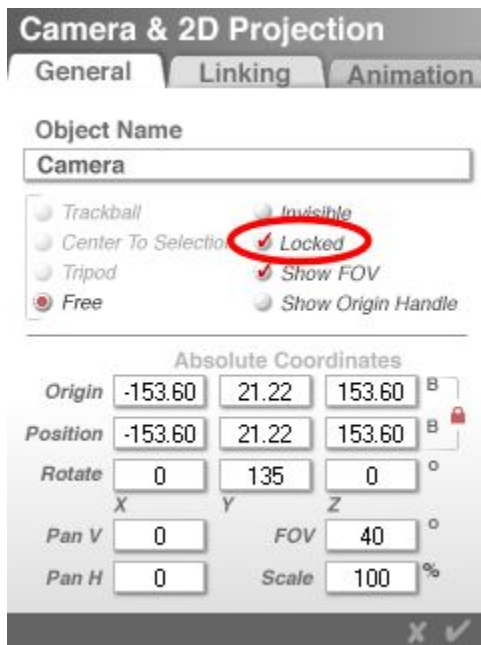 Camera & 2D Projection
General Linking Animation
Object Name
Camera
Trackball Invisible
Center To Selection Locked
Tripod Show FOV
Free Show Origin Handle
Absolute Coordinates
Origin -153.60 21.22 153.60 B
Position -153.60 21.22 153.60 B
Rotate 0 135 0 °
X Y Z
Pan V 0 FOV 40 °
Pan H 0 Scale 100 %